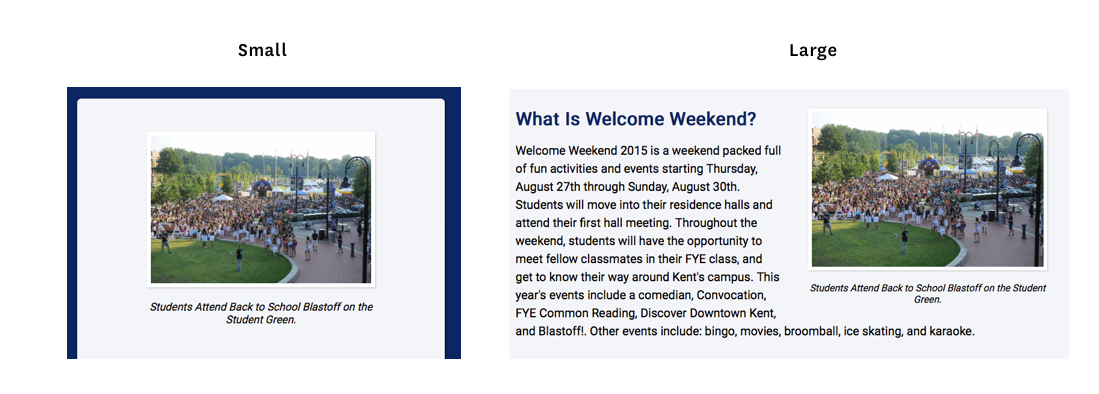 Small
Large
Students Attend Back to School Blastoff on the
Student Green.
What Is Welcome Weekend?
Welcome Weekend 2015 is a weekend packed full
of fun activities and events starting Thursday,
August 27th through Sunday, August 30th.
Students will move into their residence halls and
attend their first hall meeting. Throughout the
weekend, students will have the opportunity to
meet fellow classmates in their FYE class, and
get to know their way around Kent's campus. This
year's events include a comedian, Convocation,
FYE Common Reading, Discover Downtown Kent,
and Blastoff!. Other events include: bingo, movies, broomball, ice skating, and karaoke.
Students Attend Back to School Blastoff on the Student
Green.